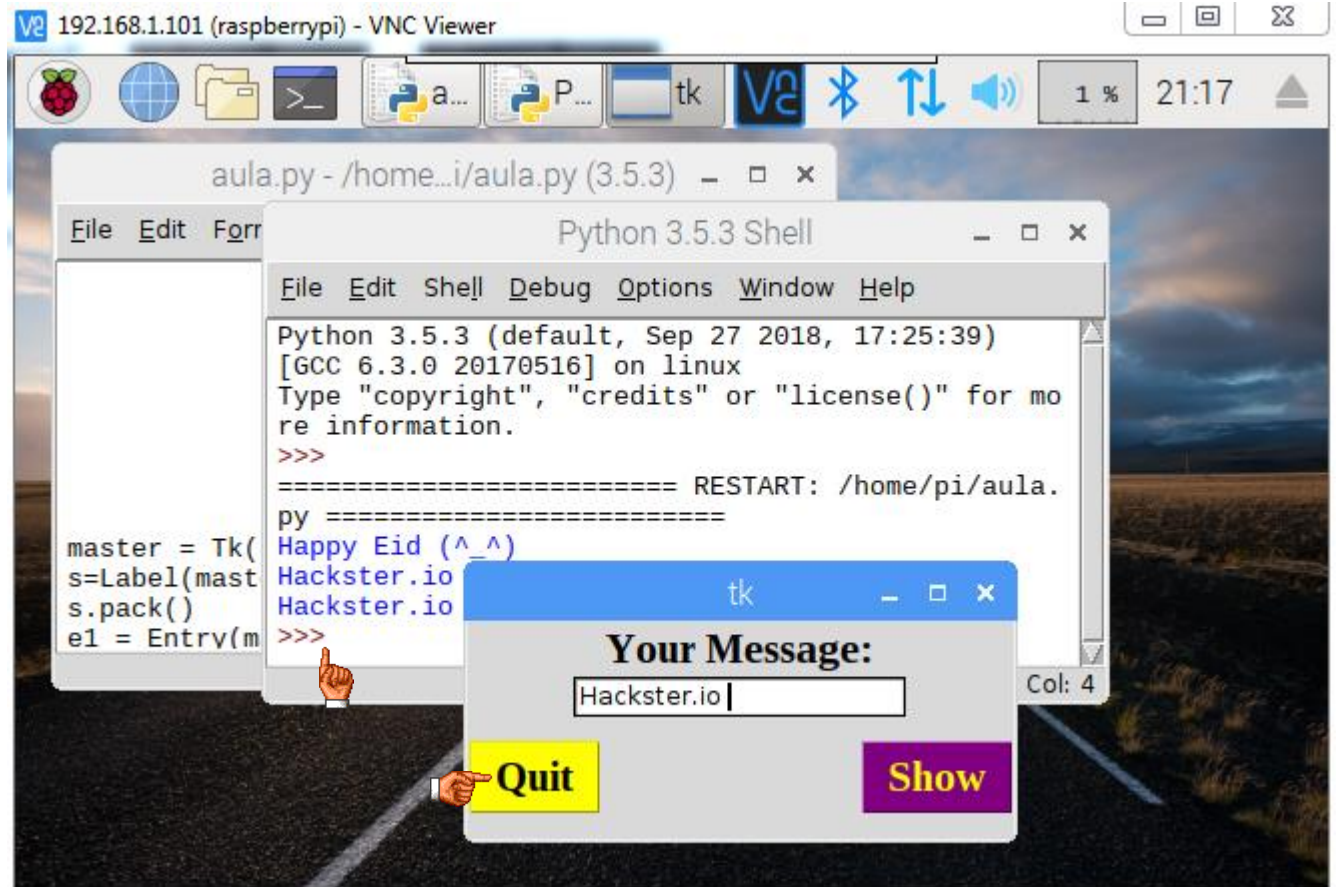 192.168.1.101 (raspberrypi) - VNC Viewer
a... P... tk 1 % 21:17
aula.py - /home...i/aula.py (3.5.3)
File Edit Forr
master = Tk(
s=Label(mast
s.pack()
e1 = Entry(m
Python 3.5.3 Shell
File Edit Shell Debug Options Window Help
Python 3.5.3 (default, Sep 27 2018, 17:25:39)
[GCC 6.3.0 20170516] on linux
Type "copyright", "credits" or "license()" for mo
re information.
>>>
========================= RESTART: /home/pi/aula.
py =========================
Happy Eid (^_^)
Hackster.io
Hackster.io
>>>
Col: 4
tk
Your Message:
Hackster.io
Quit Show